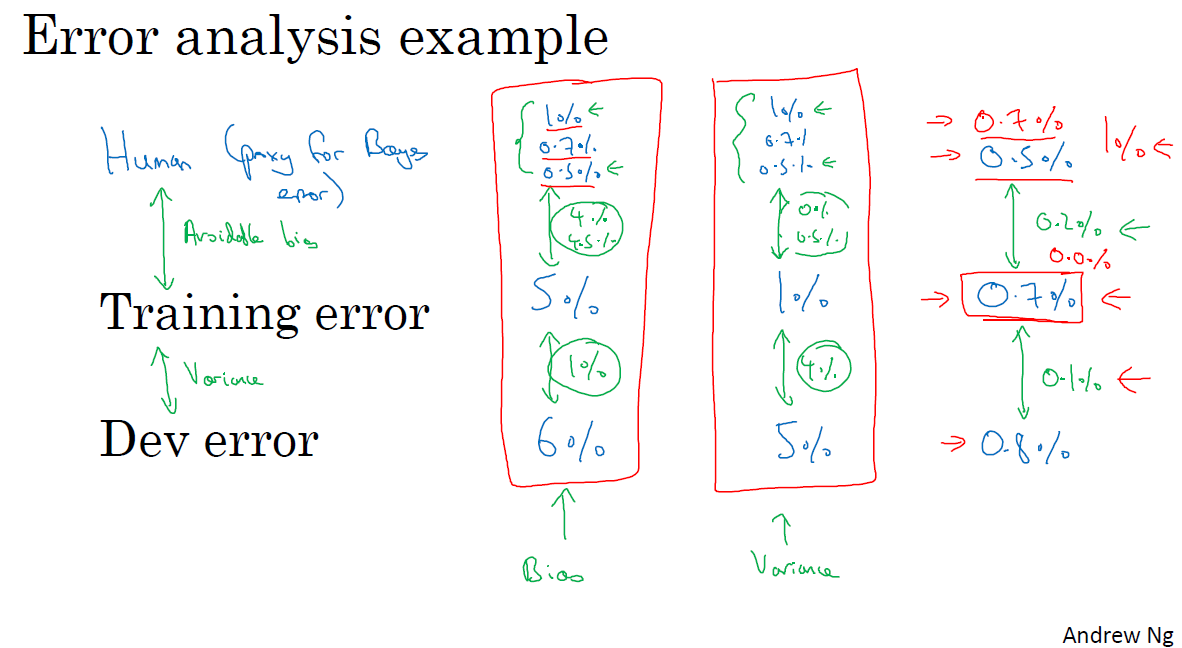 Error analysis example
Human (proxy for Bayes
error)
Avoidable bias
Training error
Variance
Dev error
1%
0.7%
0.5%
4%
4.5%
5%
1%
6%
Bias
1%
0.7%
0.5%
0%
0.5%
1%
4%
5%
Variance
0.7%
0.5%
1%
0.2%
0.0%
0.7%
0.1%
0.8%
Andrew Ng